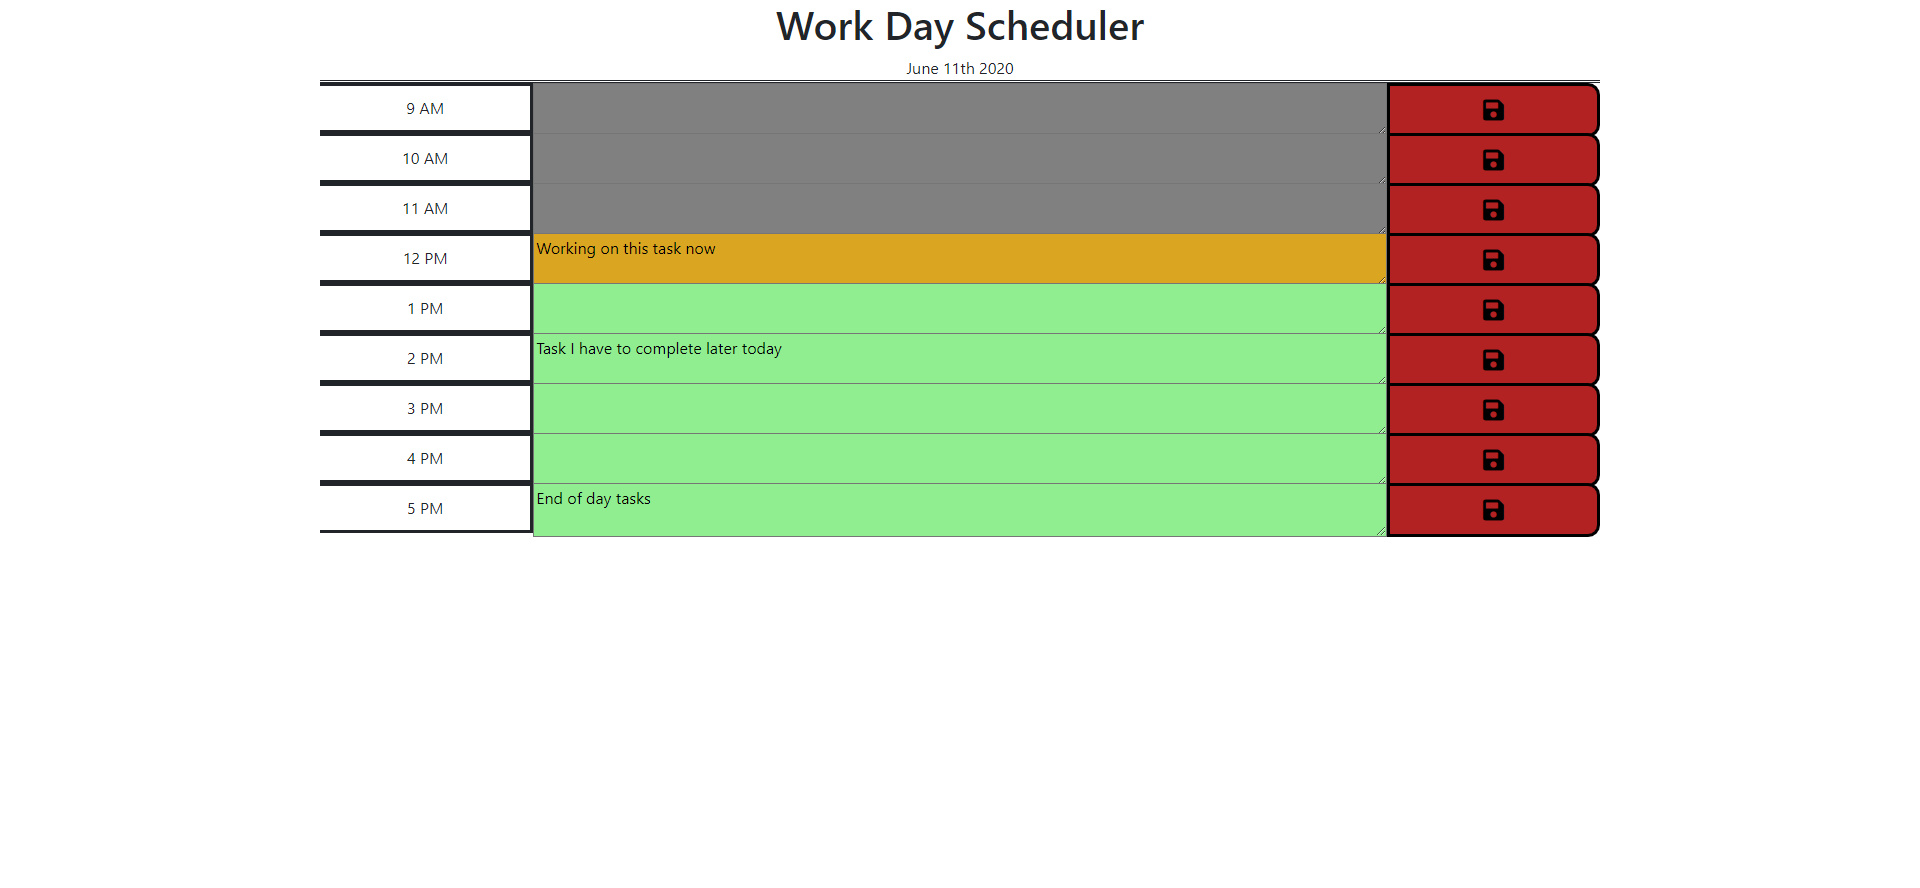 Work Day Scheduler
June 11th 2020
9 AM
10 AM
11 AM
12 PM
Working on this task now
1 PM
2 PM
Task I have to complete later today
3 PM
4 PM
5 PM
End of day tasks